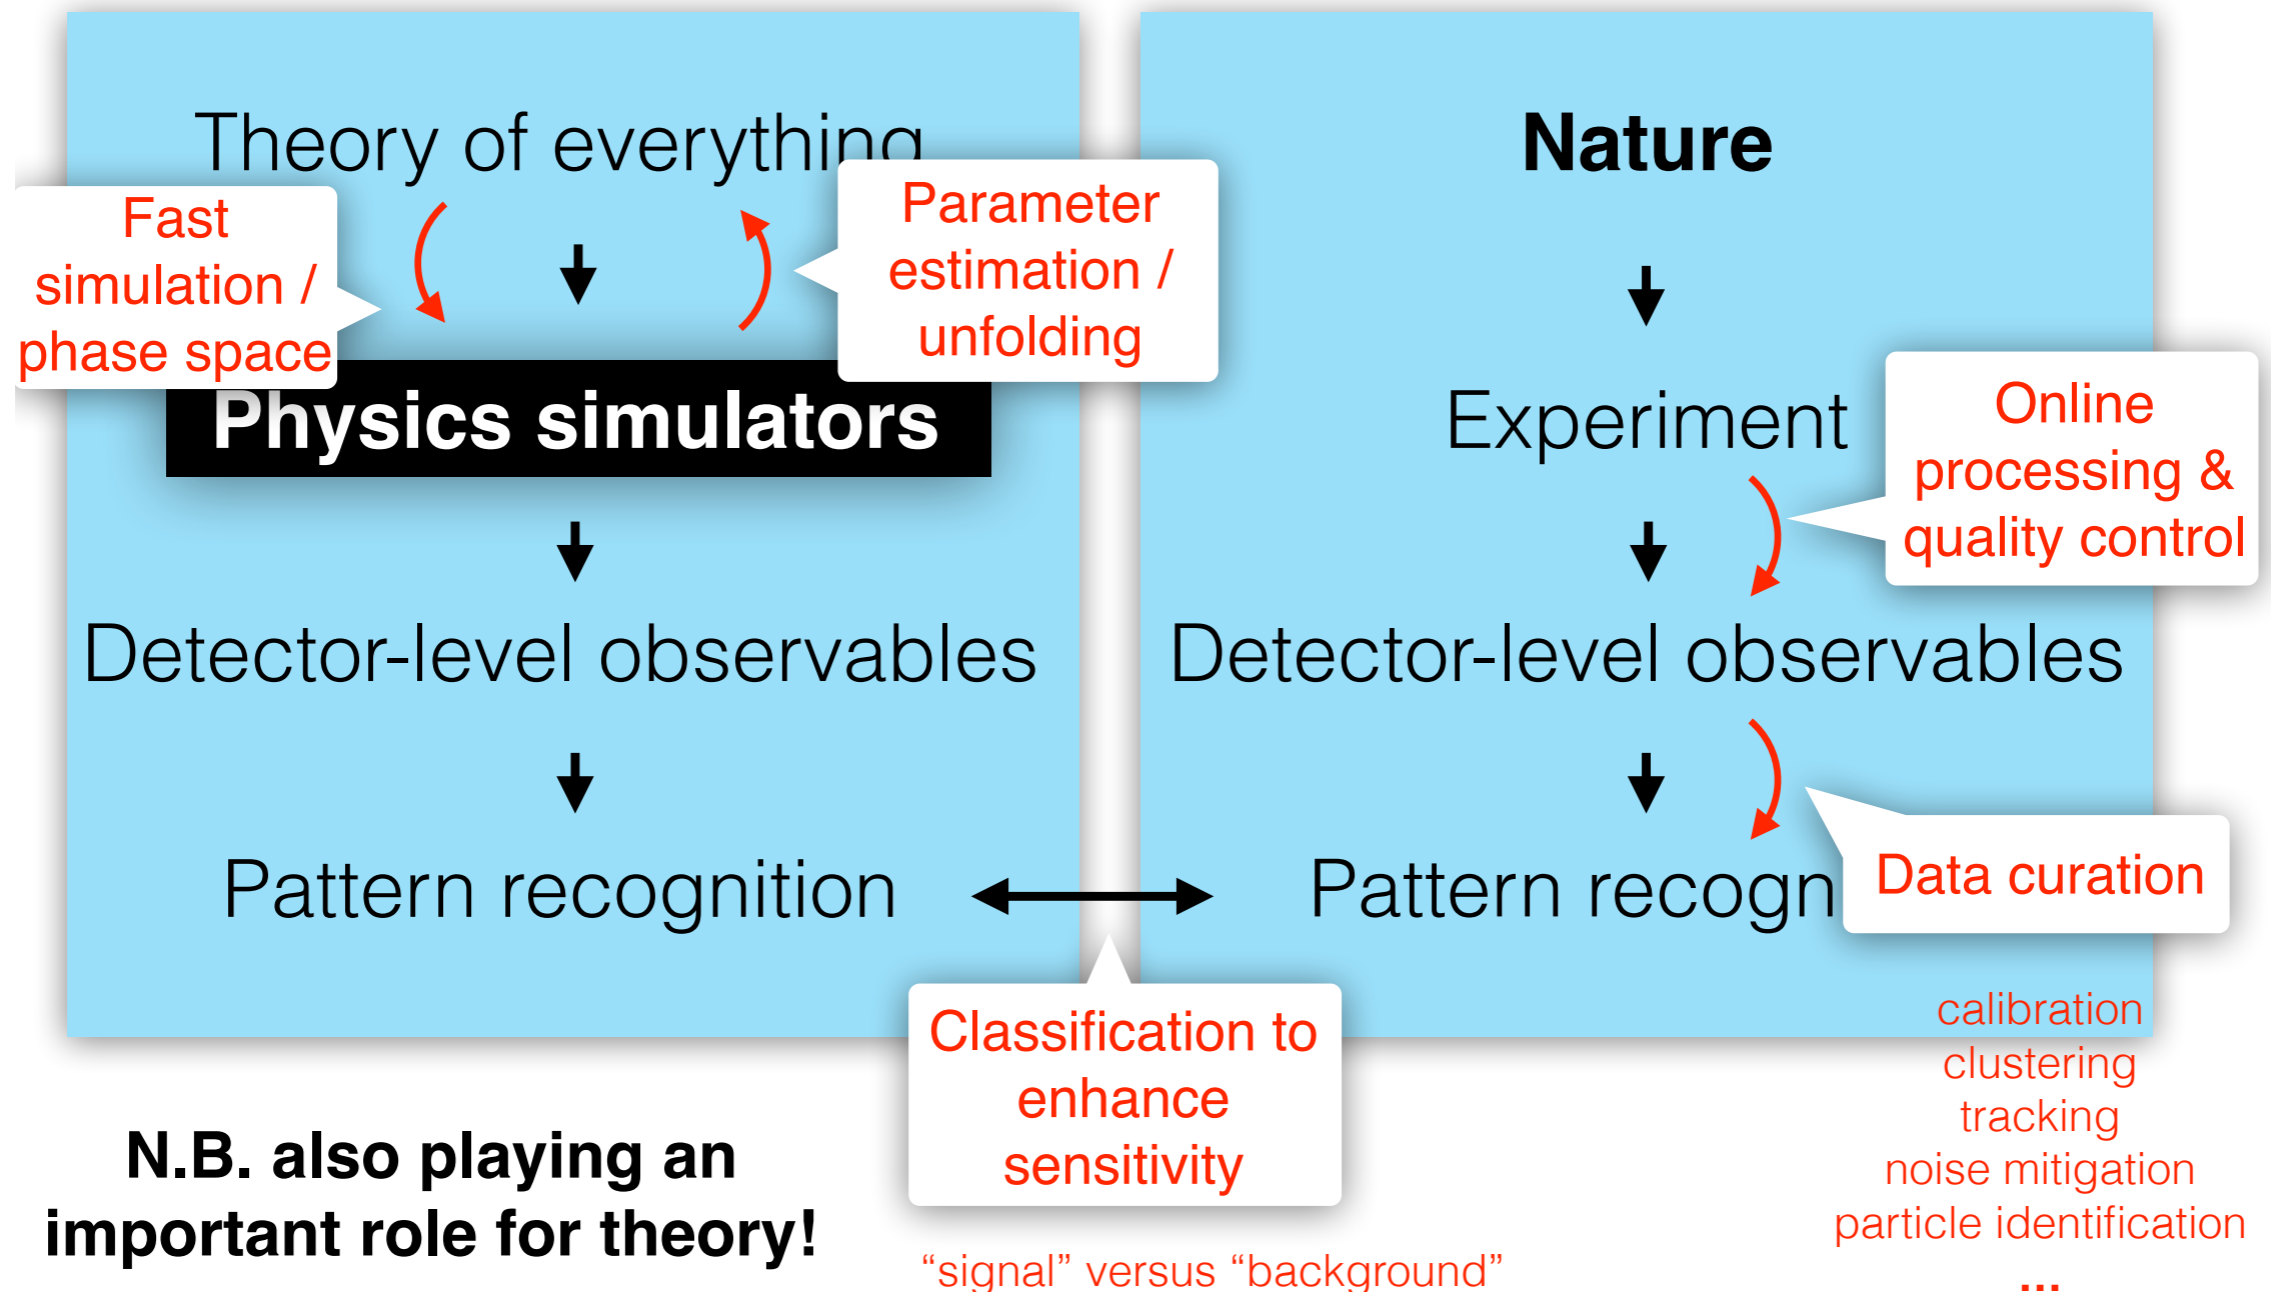 Theory of everything
Fast
simulation /
phase space
Parameter
estimation /
unfolding
Physics simulators
Detector-level observables
Pattern recognition
Nature
Experiment
Online
processing &
quality control
Detector-level observables
Pattern recogn
Data curation
calibration
clustering
tracking
noise mitigation
particle identification
...
Classification to
enhance
sensitivity
“signal” versus “background”
N.B. also playing an
important role for theory!